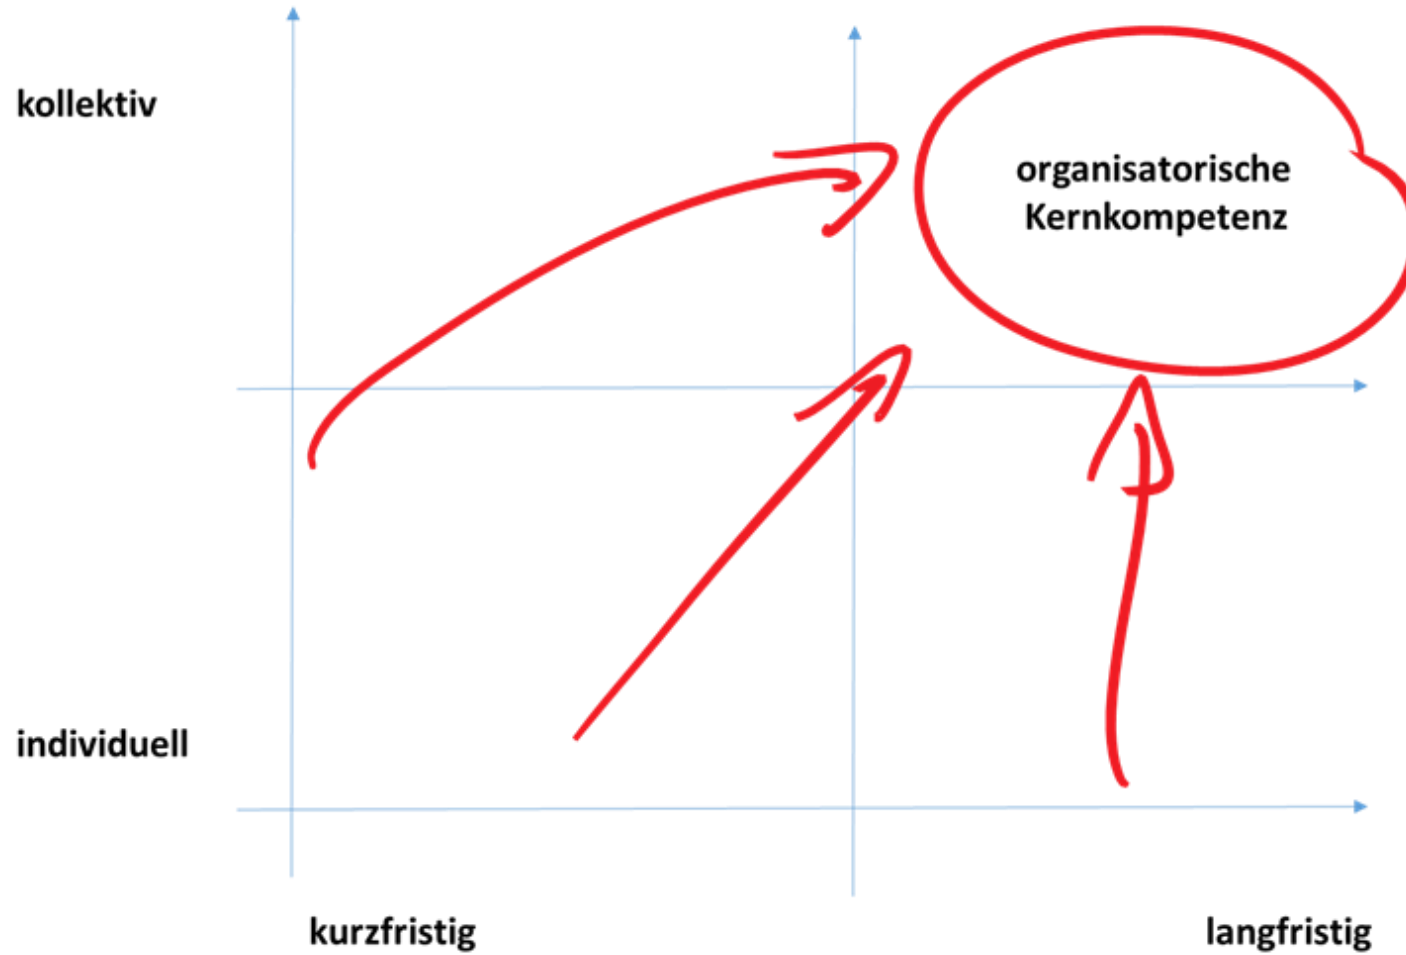 kollektiv
organisatorische
Kernkompetenz
individuell
kurzfristig
langfristig